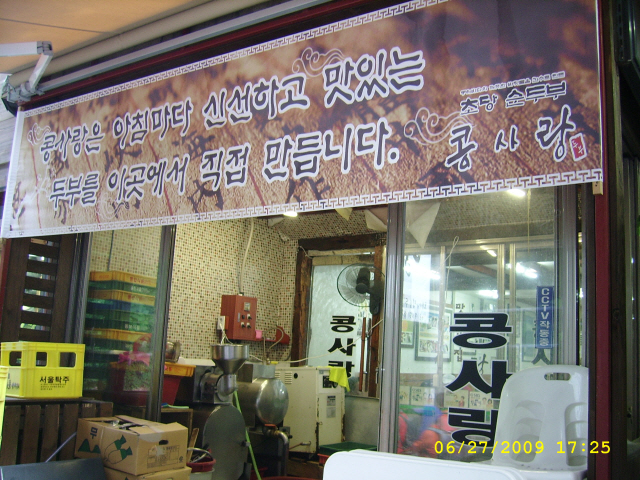 콩사랑은 아침마다 신선하고 맛있는
두부를 이곳에서 직접 만듭니다.
초당 순두부
콩사랑
콩사랑
콩사랑
CCTV작동중
서울탁주
06/27/2009 17:25